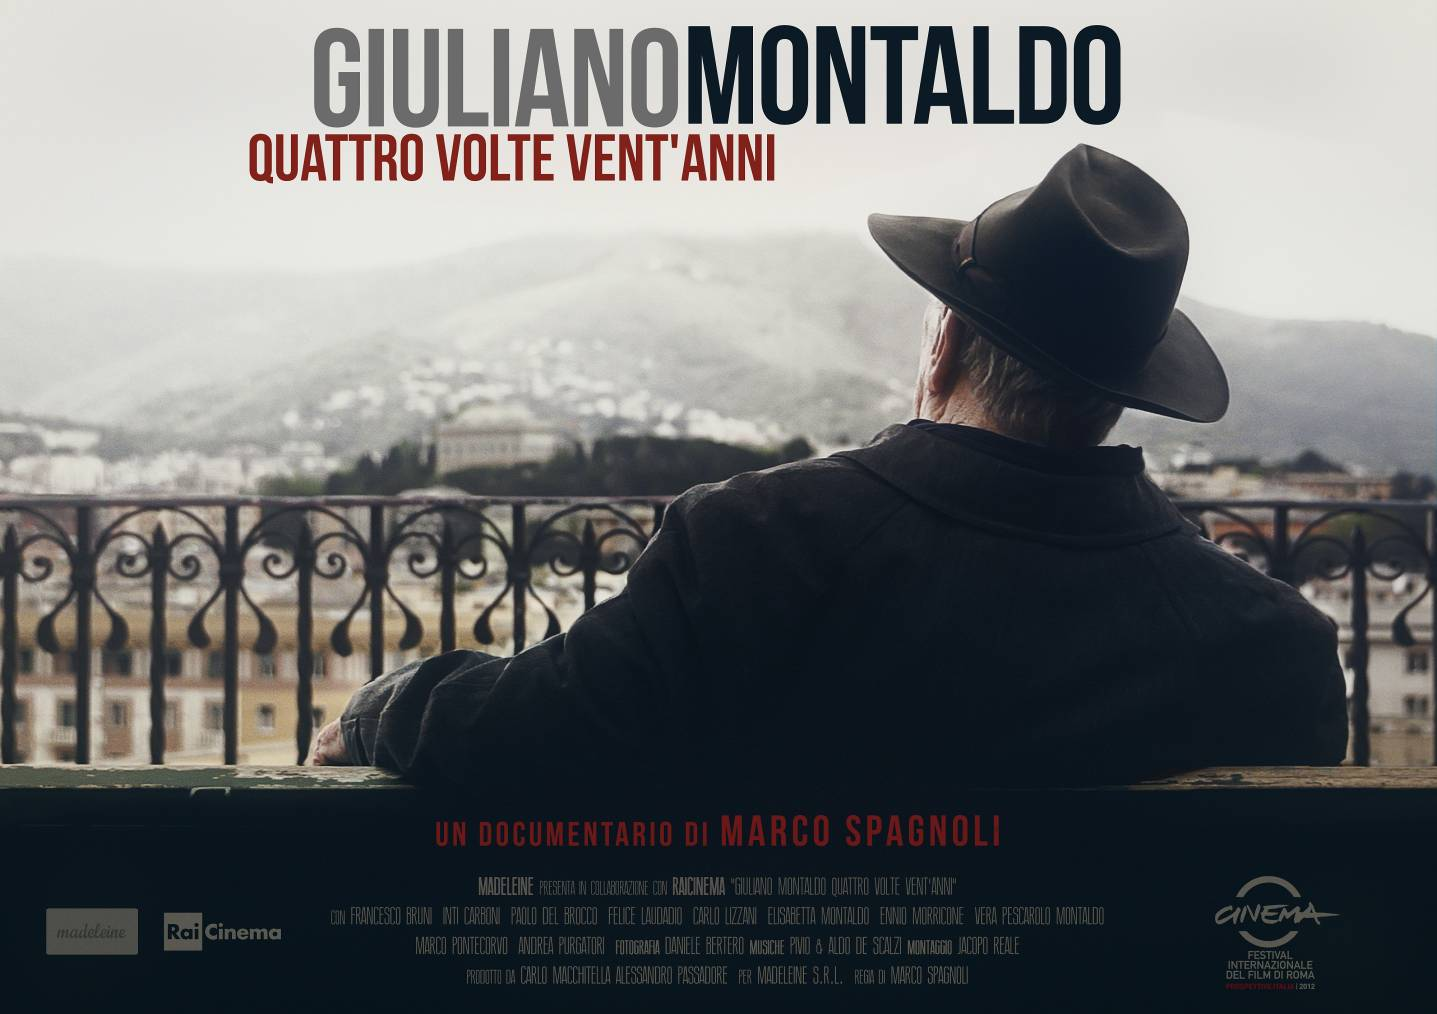 GIULIANOMONTALDO
QUATTRO VOLTE VENT'ANNI
UN DOCUMENTARIO DI MARCO SPAGNOLI
MADELEINE PRESENTA IN COLLABORAZIONE CON RAICINEMA "GIULIANO MONTALDO QUATTRO VOLTE VENT'ANNI"
CON FRANCESCO BRUNI INTI CARBONI PAOLO DEL BROCCO FELICE LAUDADIO CARLO LIZZANI ELISABETTA MONTALDO ENNIO MORRICONE VERA PESCAROLO MONTALDO
MARCO PONTECORVO ANDREA PURGATORI FOTOGRAFIA DANIELE BERTERO MUSICHE PIVIO & ALDO DE SCALZI MONTAGGIO JACOPO REALE
PRODOTTO DA CARLO MACCHITELLA ALESSANDRO PASSADORE PER MADELEINE S.R.L. REGIA DI MARCO SPAGNOLI
madeleine
Rai Cinema
CINEMA
FESTIVAL
INTERNAZIONALE
DEL FILM DI ROMA
PROSPETTIVE ITALIA | 2012